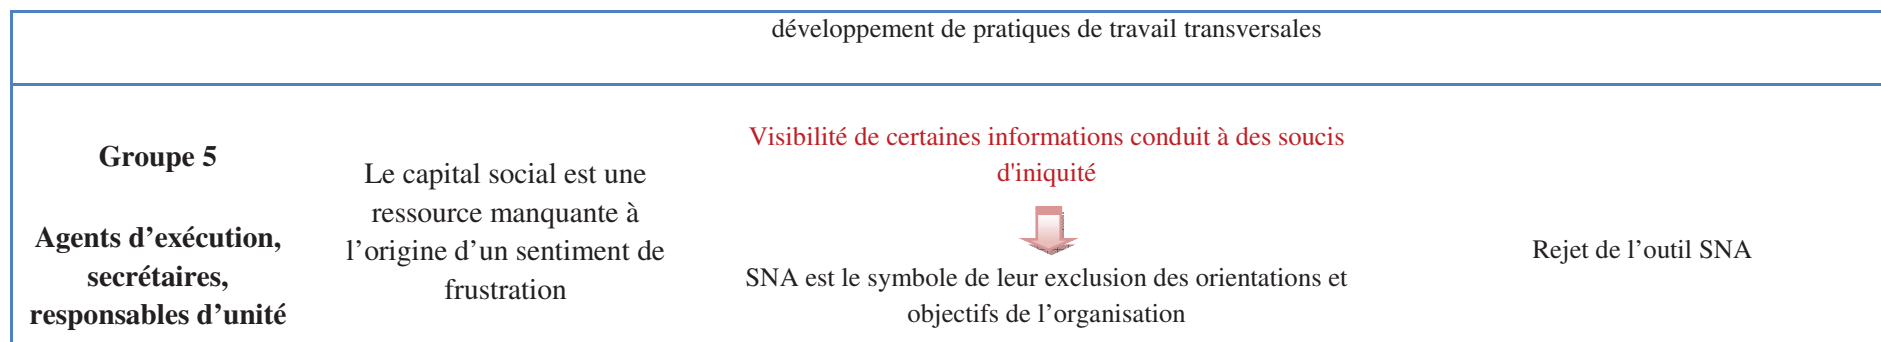 développement de pratiques de travail transversales
Groupe 5
Agents d’exécution,
secrétaires,
responsables d’unité
Le capital social est une
ressource manquante à
l’origine d’un sentiment de
frustration
Visibilité de certaines informations conduit à des soucis
d'iniquité
SNA est le symbole de leur exclusion des orientations et
objectifs de l’organisation
Rejet de l’outil SNA